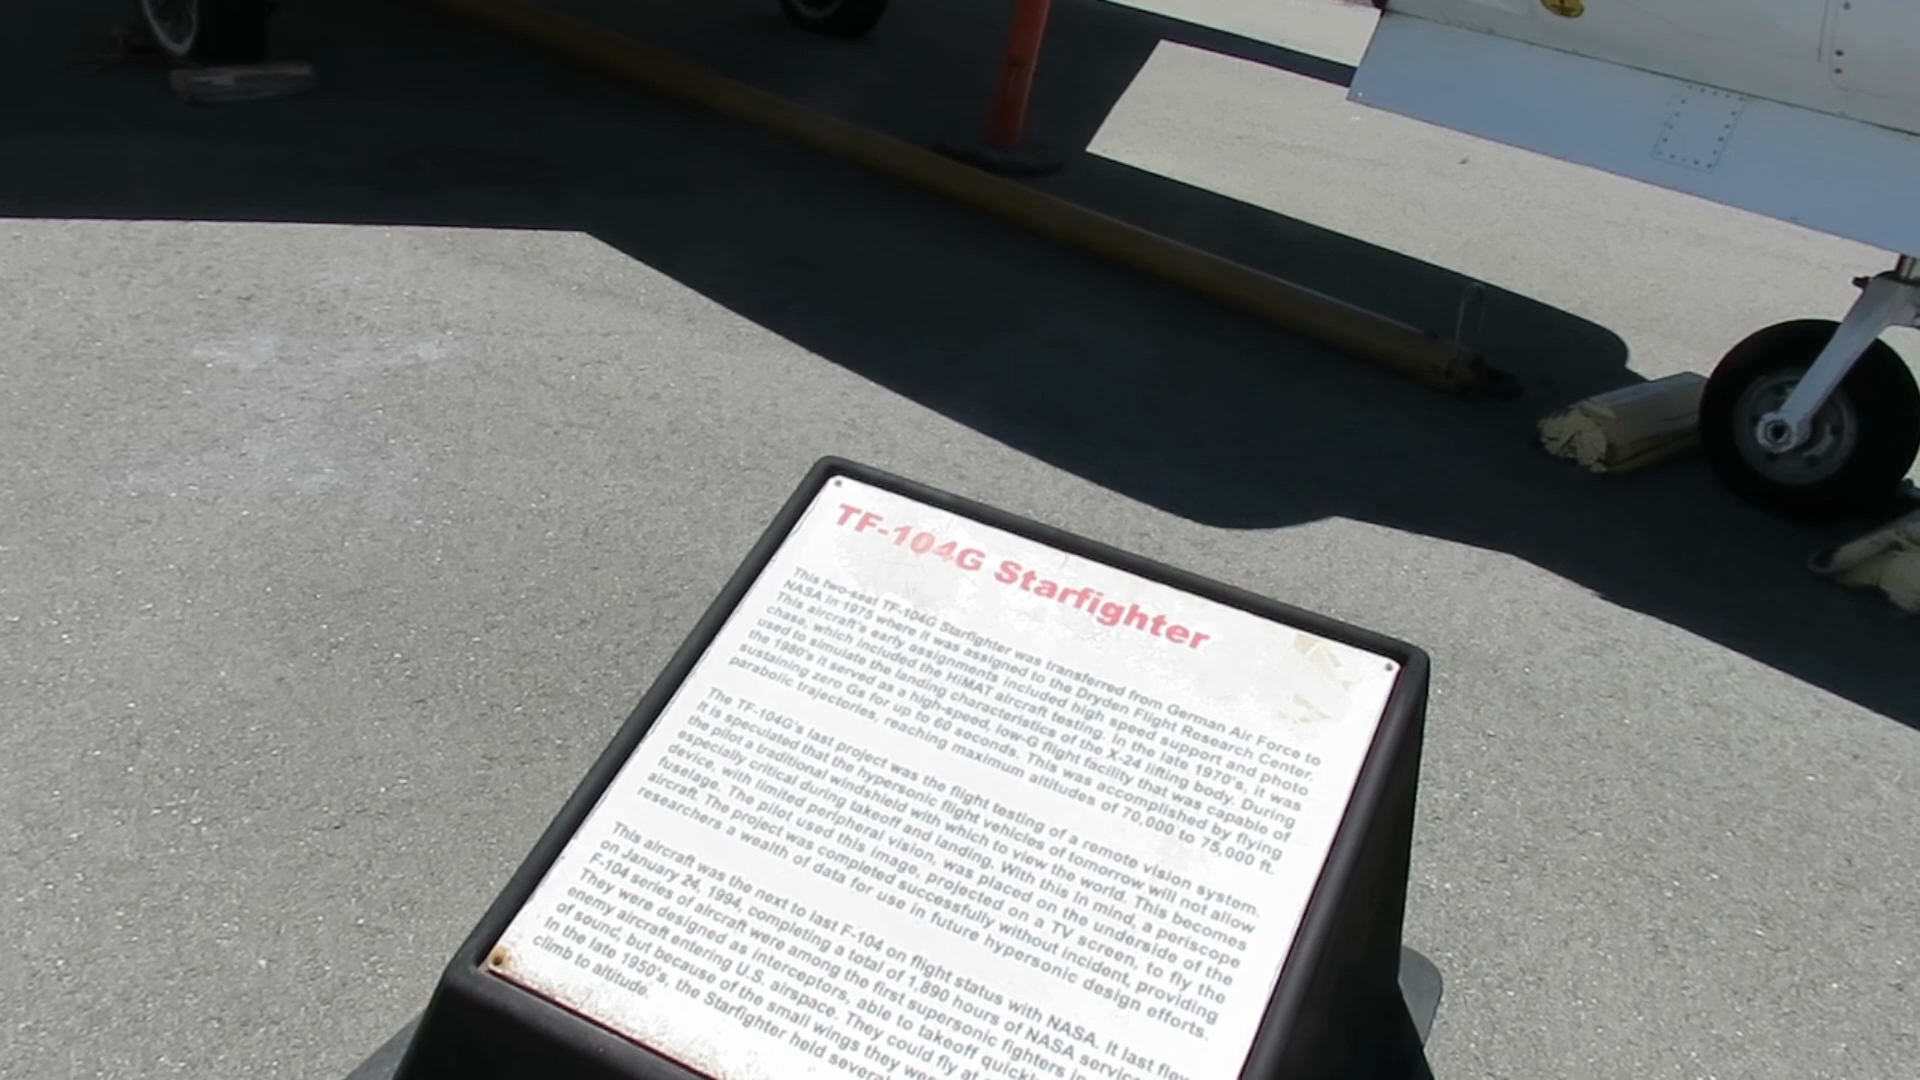 TF-104G Starfighter
This two-seat TF-104G Starfighter was transferred from German Air Force to
NASA in 1975 where it was assigned to the Dryden Flight Research Center.
This aircraft's early assignments included high speed support and photo
chase, which included the HiMAT aircraft testing. In the late 1970's, it was
used to simulate the landing characteristics of the X-24 lifting body. During
the 1980's it served as a high-speed, low-G flight facility that was capable of
sustaining zero Gs for up to 60 seconds. This was accomplished by flying
parabolic trajectories, reaching maximum altitudes of 70,000 to 75,000 ft.
The TF-104G's last project was the flight testing of a remote vision system.
It is speculated that the hypersonic flight vehicles of tomorrow will not allow
the pilot a traditional windshield with which to view the world. This becomes
especially critical during takeoff and landing. With this in mind, a periscope
device, with limited peripheral vision, was placed on the underside of the
fuselage. The pilot used this image, projected on a TV screen, to fly the
aircraft. The project was completed successfully without incident, providing
researchers a wealth of data for use in future hypersonic design efforts.
This aircraft was the next to last F-104 on flight status with NASA. It last flew
on January 24, 1994, completing a total of 1,890 hours of NASA service
F-104 series of aircraft were among the first supersonic fighters in
They were designed as interceptors, able to takeoff quickly
enemy aircraft entering U.S. airspace. They could fly at
of sound, but because of the small wings they
In the late 1950's, the Starfighter held several
climb to altitude.